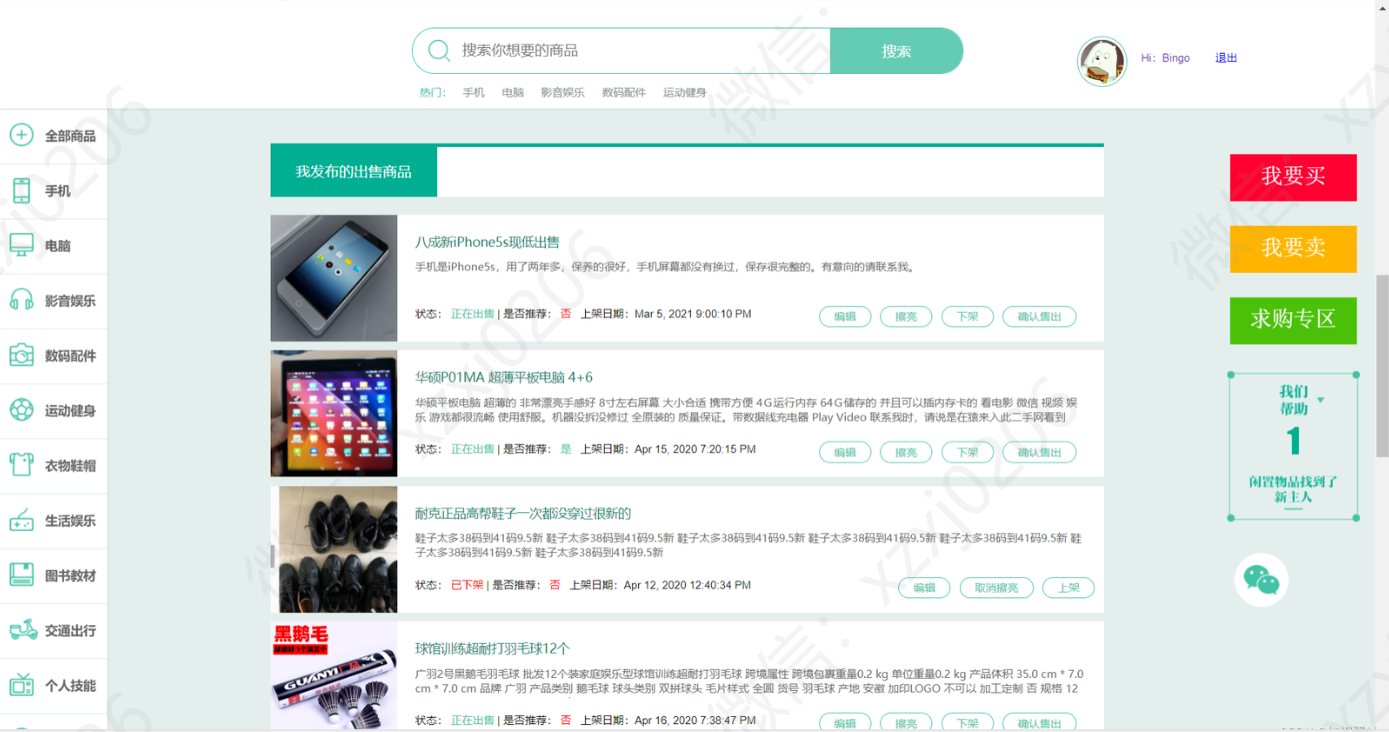 搜索你想要的商品
搜索
Hi：Bingo
退出
热门： 手机 电脑 影音娱乐 数码配件 运动健身
全部商品
手机
电脑
影音娱乐
数码配件
运动健身
衣物鞋帽
生活娱乐
图书教材
交通出行
个人技能
我发布的出售商品
八成新iPhone5s现低出售
手机是iPhone5s，用了两年多，保养的很好，手机屏幕都没有换过，保存很完整的。有意向的请联系我。
状态： 正在出售 | 是否推荐： 否 上架日期：Mar 5, 2021 9:00:10 PM
编辑 擦亮 下架 确认售出
华硕P01MA 超薄平板电脑 4+6
华硕平板电脑 超薄的 非常漂亮手感好 8寸左右屏幕 大小合适 携带方便 4G运行内存 64G储存的 并且可以插内存卡的 看电影 微信 视频 娱
乐 游戏都很流畅 使用舒服。机器没拆没修过 全原装的 质量保证。带数据线充电器 Play Video 联系我时，请说是在猿来入此二手网看到
状态： 正在出售 | 是否推荐： 是 上架日期：Apr 15, 2020 7:20:15 PM
编辑 擦亮 下架 确认售出
耐克正品高帮鞋子一次都没穿过很新的
鞋子太多38码到41码9.5新 鞋子太多38码到41码9.5新 鞋子太多38码到41码9.5新 鞋子太多38码到41码9.5新 鞋子太多38码到41码9.5新 鞋
子太多38码到41码9.5新 鞋子太多38码到41码9.5新
状态： 已下架 | 是否推荐： 否 上架日期：Apr 12, 2020 12:40:34 PM
编辑 取消擦亮 上架
黑鹅毛
GUANYU
球馆训练超耐打羽毛球12个
广羽2号黑鹅毛羽毛球 批发12个装家庭娱乐型球馆训练超耐打羽毛球 跨境属性 跨境包裹重量0.2 kg 单位重量0.2 kg 产品体积 35.0 cm * 7.0
cm * 7.0 cm 品牌 广羽 产品类别 鹅毛球 球头类别 双拼球头 毛片样式 全圆 货号 羽毛球 产地 安徽 加印LOGO 不可以 加工定制 否 规格 12
状态： 正在出售 | 是否推荐： 否 上架日期：Apr 16, 2020 7:38:47 PM
编辑 擦亮 下架 确认售出
我要买
我要卖
求购专区
我们
帮助
1
闲置物品找到了
新主人
微信：xzxj0206